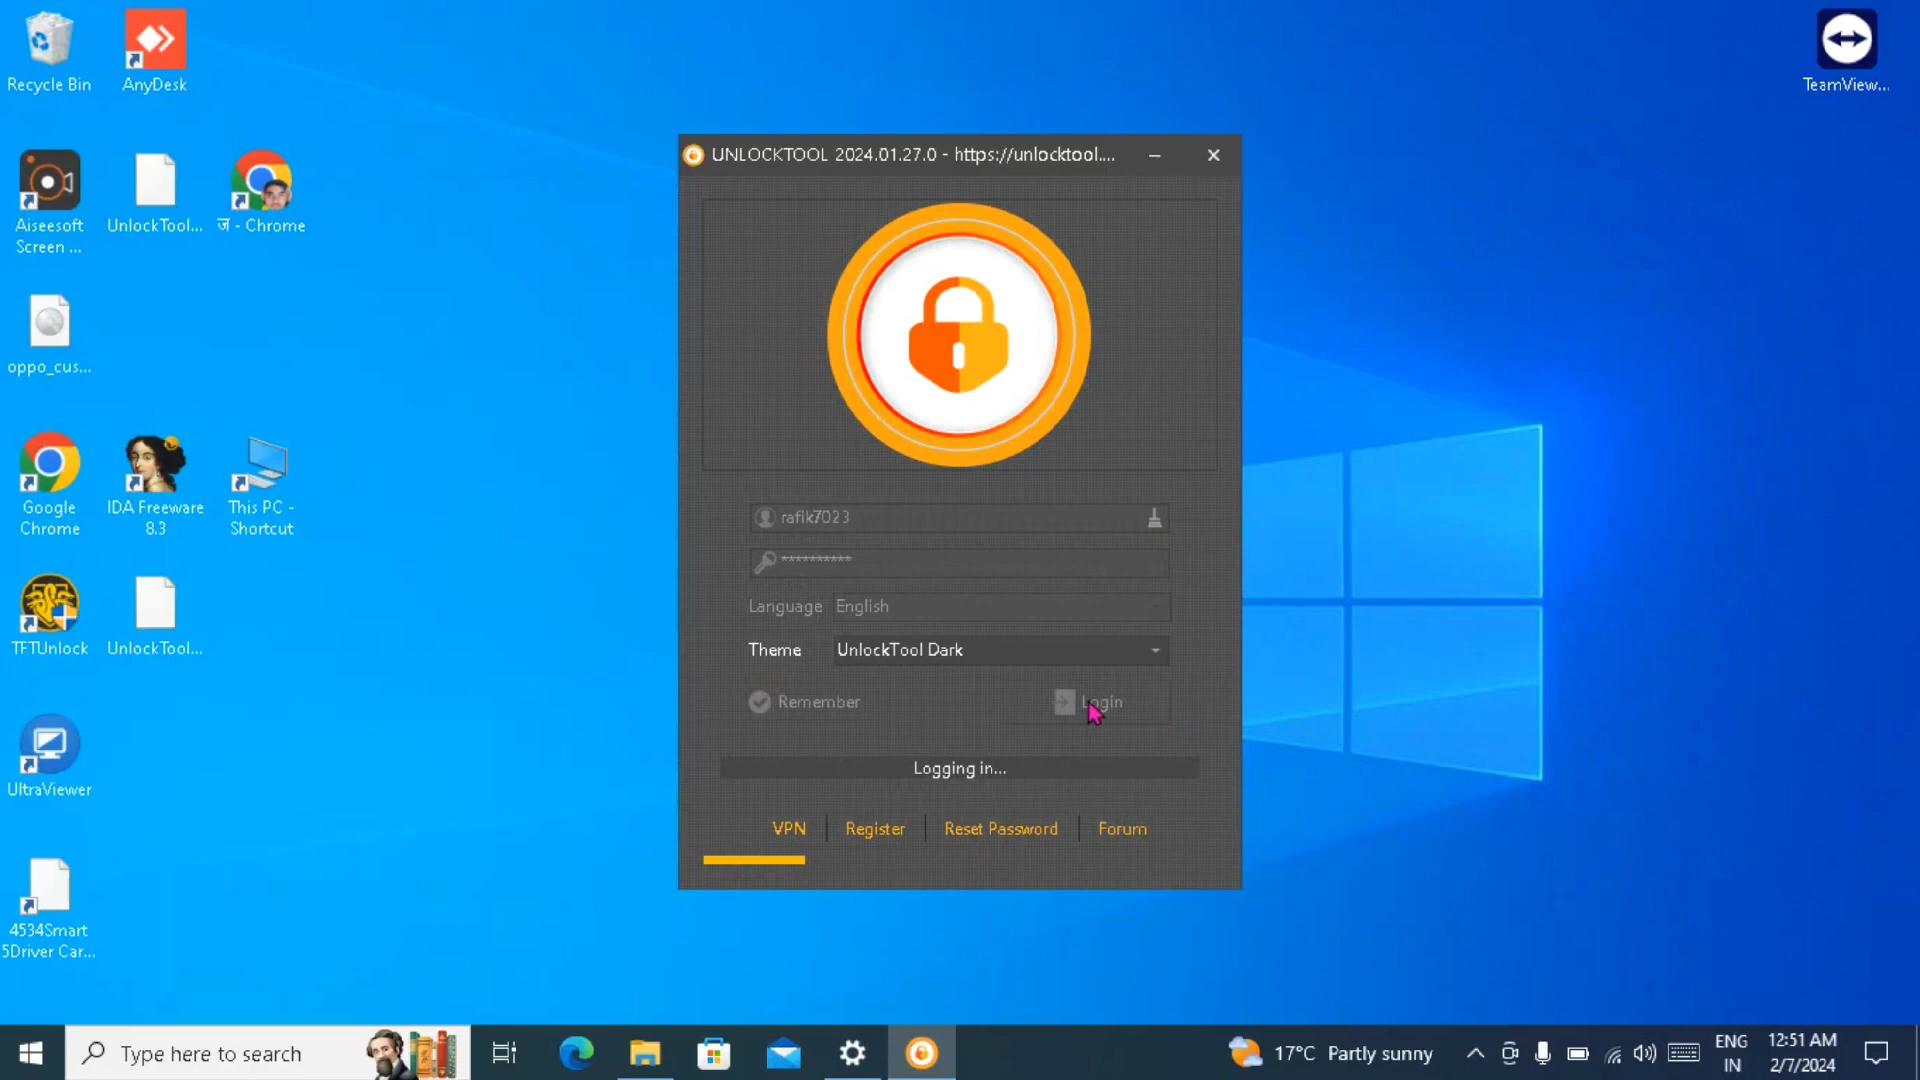 Recycle Bin
AnyDesk
TeamView...
Aiseesoft
Screen ...
UnlockTool...
ज - Chrome
oppo_cus...
Google
Chrome
IDA Freeware
8.3
This PC -
Shortcut
TFTUnlock
UnlockTool...
UltraViewer
4534Smart
5Driver Car...
UNLOCKTOOL 2024.01.27.0 - https://unlocktool....
rafik7023
**********
Language English
Theme UnlockTool Dark
Remember
Login
Logging in...
VPN
Register
Reset Password
Forum
Type here to search
17°C Partly sunny
ENG
IN
12:51 AM
2/7/2024